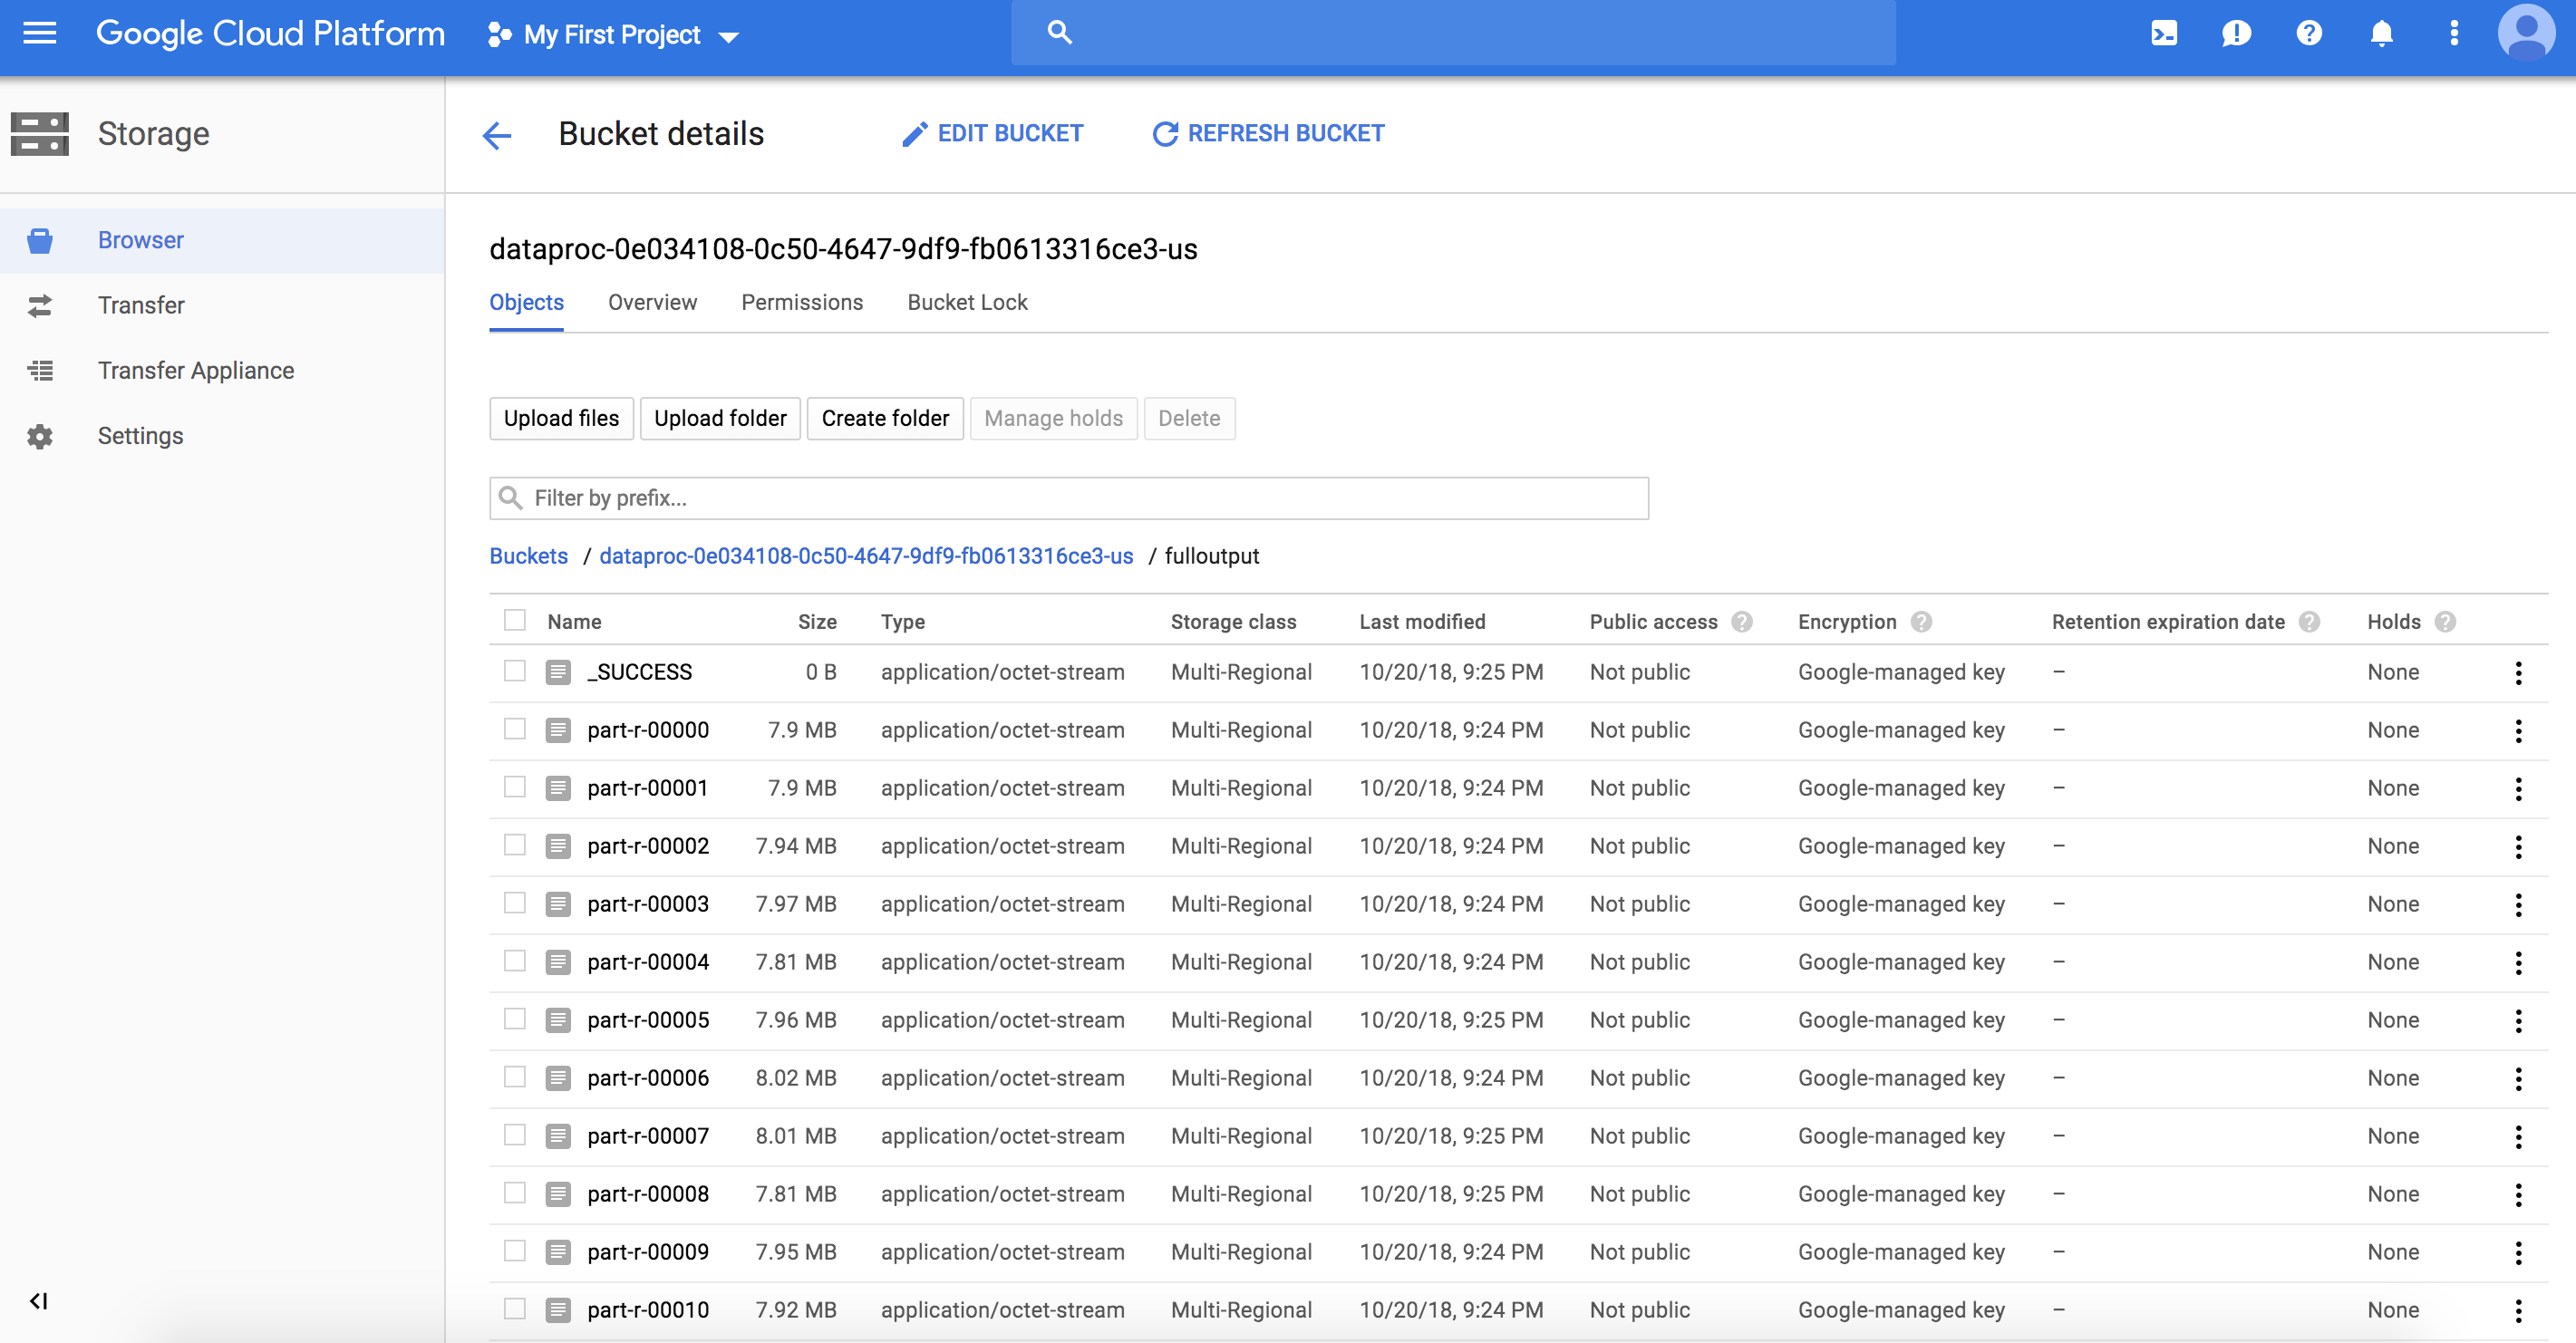 Google Cloud Platform My First Project
Storage
Bucket details EDIT BUCKET REFRESH BUCKET
Browser
Transfer
Transfer Appliance
Settings
dataproc-0e034108-0c50-4647-9df9-fb0613316ce3-us
Objects Overview Permissions Bucket Lock
Upload files Upload folder Create folder Manage holds Delete
Filter by prefix...
Buckets / dataproc-0e034108-0c50-4647-9df9-fb0613316ce3-us / fulloutput
Name Size Type Storage class Last modified Public access ? Encryption ? Retention expiration date ? Holds ?
_SUCCESS 0 B application/octet-stream Multi-Regional 10/20/18, 9:25 PM Not public Google-managed key – None
part-r-00000 7.9 MB application/octet-stream Multi-Regional 10/20/18, 9:24 PM Not public Google-managed key – None
part-r-00001 7.9 MB application/octet-stream Multi-Regional 10/20/18, 9:24 PM Not public Google-managed key – None
part-r-00002 7.94 MB application/octet-stream Multi-Regional 10/20/18, 9:24 PM Not public Google-managed key – None
part-r-00003 7.97 MB application/octet-stream Multi-Regional 10/20/18, 9:24 PM Not public Google-managed key – None
part-r-00004 7.81 MB application/octet-stream Multi-Regional 10/20/18, 9:24 PM Not public Google-managed key – None
part-r-00005 7.96 MB application/octet-stream Multi-Regional 10/20/18, 9:25 PM Not public Google-managed key – None
part-r-00006 8.02 MB application/octet-stream Multi-Regional 10/20/18, 9:24 PM Not public Google-managed key – None
part-r-00007 8.01 MB application/octet-stream Multi-Regional 10/20/18, 9:25 PM Not public Google-managed key – None
part-r-00008 7.81 MB application/octet-stream Multi-Regional 10/20/18, 9:25 PM Not public Google-managed key – None
part-r-00009 7.95 MB application/octet-stream Multi-Regional 10/20/18, 9:24 PM Not public Google-managed key – None
part-r-00010 7.92 MB application/octet-stream Multi-Regional 10/20/18, 9:24 PM Not public Google-managed key – None